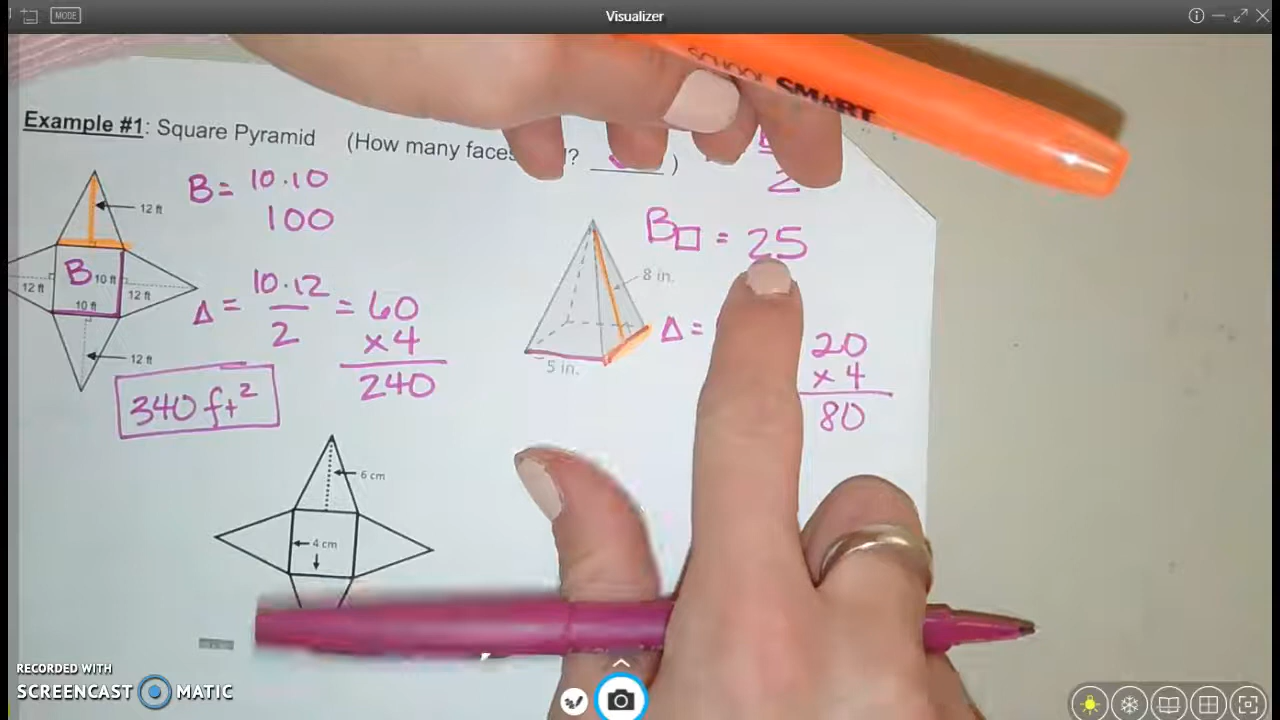 MODE
Visualizer
SCHOOL SMART
Example #1: Square Pyramid (How many faces
? )
2
12 ft
B = 10.10
100
B 10 ft
12 ft
12 ft
10 ft
12 ft
Δ = 10.12
2
= 60
x 4
240
340 ft²
B□ = 25
8 in.
5 in.
Δ =
20
x 4
80
6 cm
4 cm
RECORDED WITH
SCREENCAST MATIC